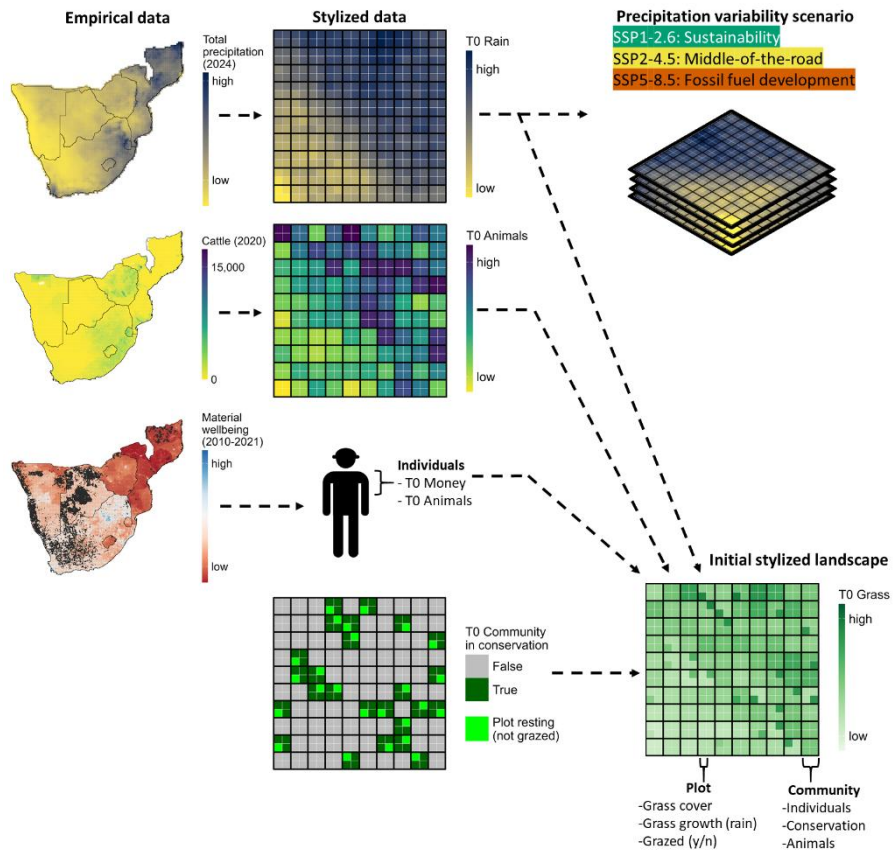 Empirical data
Stylized data
Precipitation variability scenario
SSP1-2.6: Sustainability
SSP2-4.5: Middle-of-the-road
SSP5-8.5: Fossil fuel development
Total
precipitation
(2024)
high
low
T0 Rain
high
low
Cattle (2020)
15,000
0
T0 Animals
high
low
Material
wellbeing
(2010-2021)
high
low
Individuals
- T0 Money
- T0 Animals
Initial stylized landscape
T0 Grass
high
low
T0 Community
in conservation
False
True
Plot resting
(not grazed)
Plot
-Grass cover
-Grass growth (rain)
-Grazed (y/n)
Community
-Individuals
-Conservation
-Animals